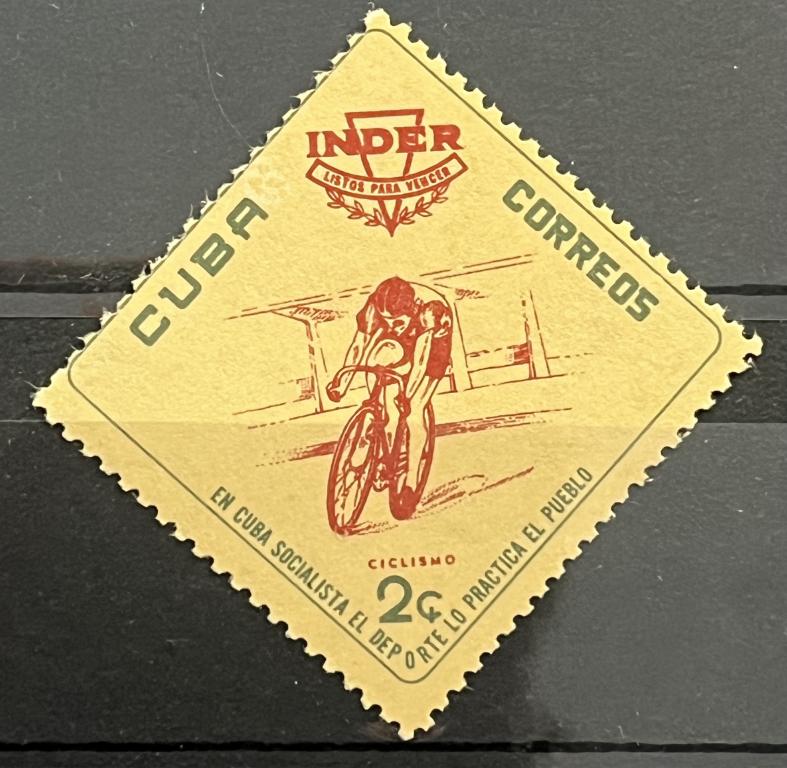 INDER
LISTOS PARA VENCER
CUBA
CORREOS
CICLISMO
2¢
EN CUBA SOCIALISTA EL DEPORTE LO PRACTICA EL PUEBLO